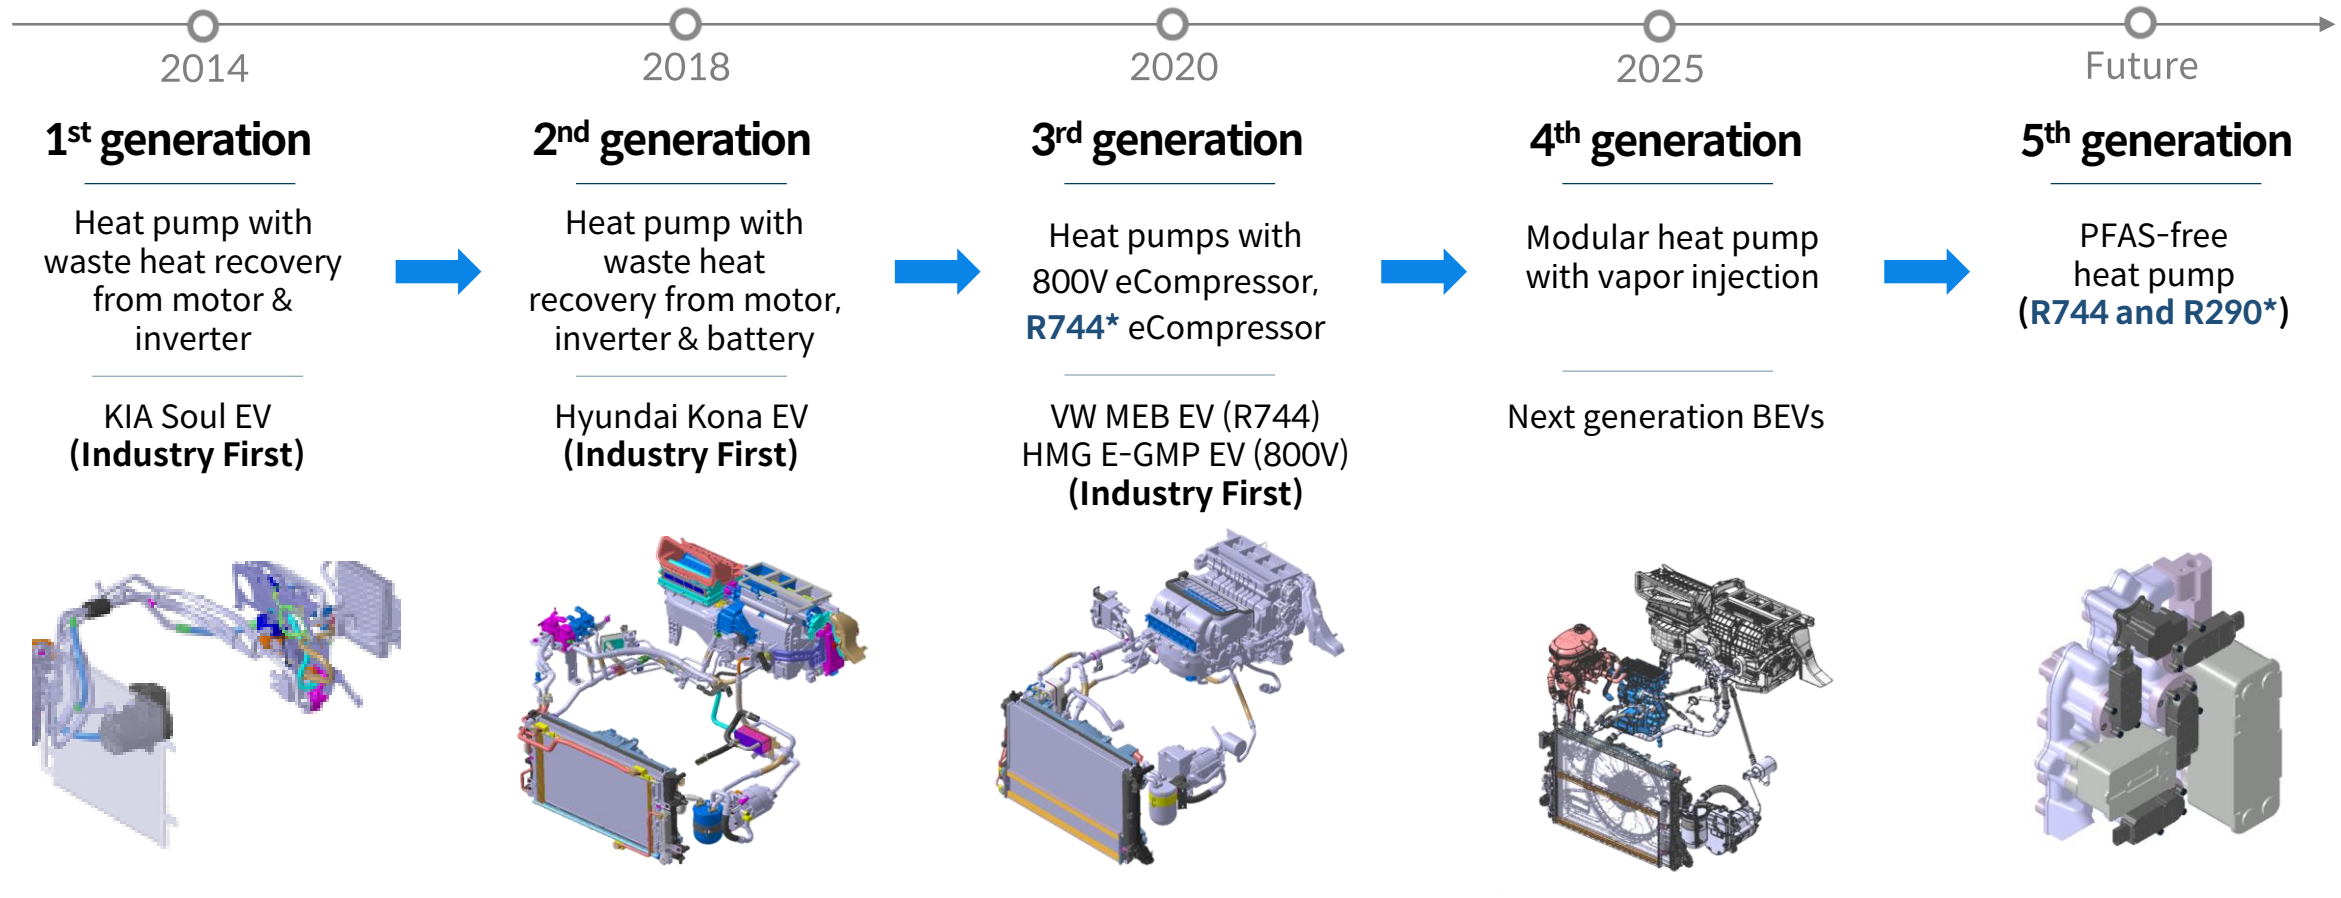 2014
2018
2020
2025
Future
1st generation
Heat pump with
waste heat recovery
from motor &
inverter
KIA Soul EV
(Industry First)
2nd generation
Heat pump with
waste heat
recovery from motor,
inverter & battery
Hyundai Kona EV
(Industry First)
3rd generation
Heat pumps with
800V eCompressor,
R744* eCompressor
VW MEB EV (R744)
HMG E-GMP EV (800V)
(Industry First)
4th generation
Modular heat pump
with vapor injection
Next generation BEVs
5th generation
PFAS-free
heat pump
(R744 and R290*)